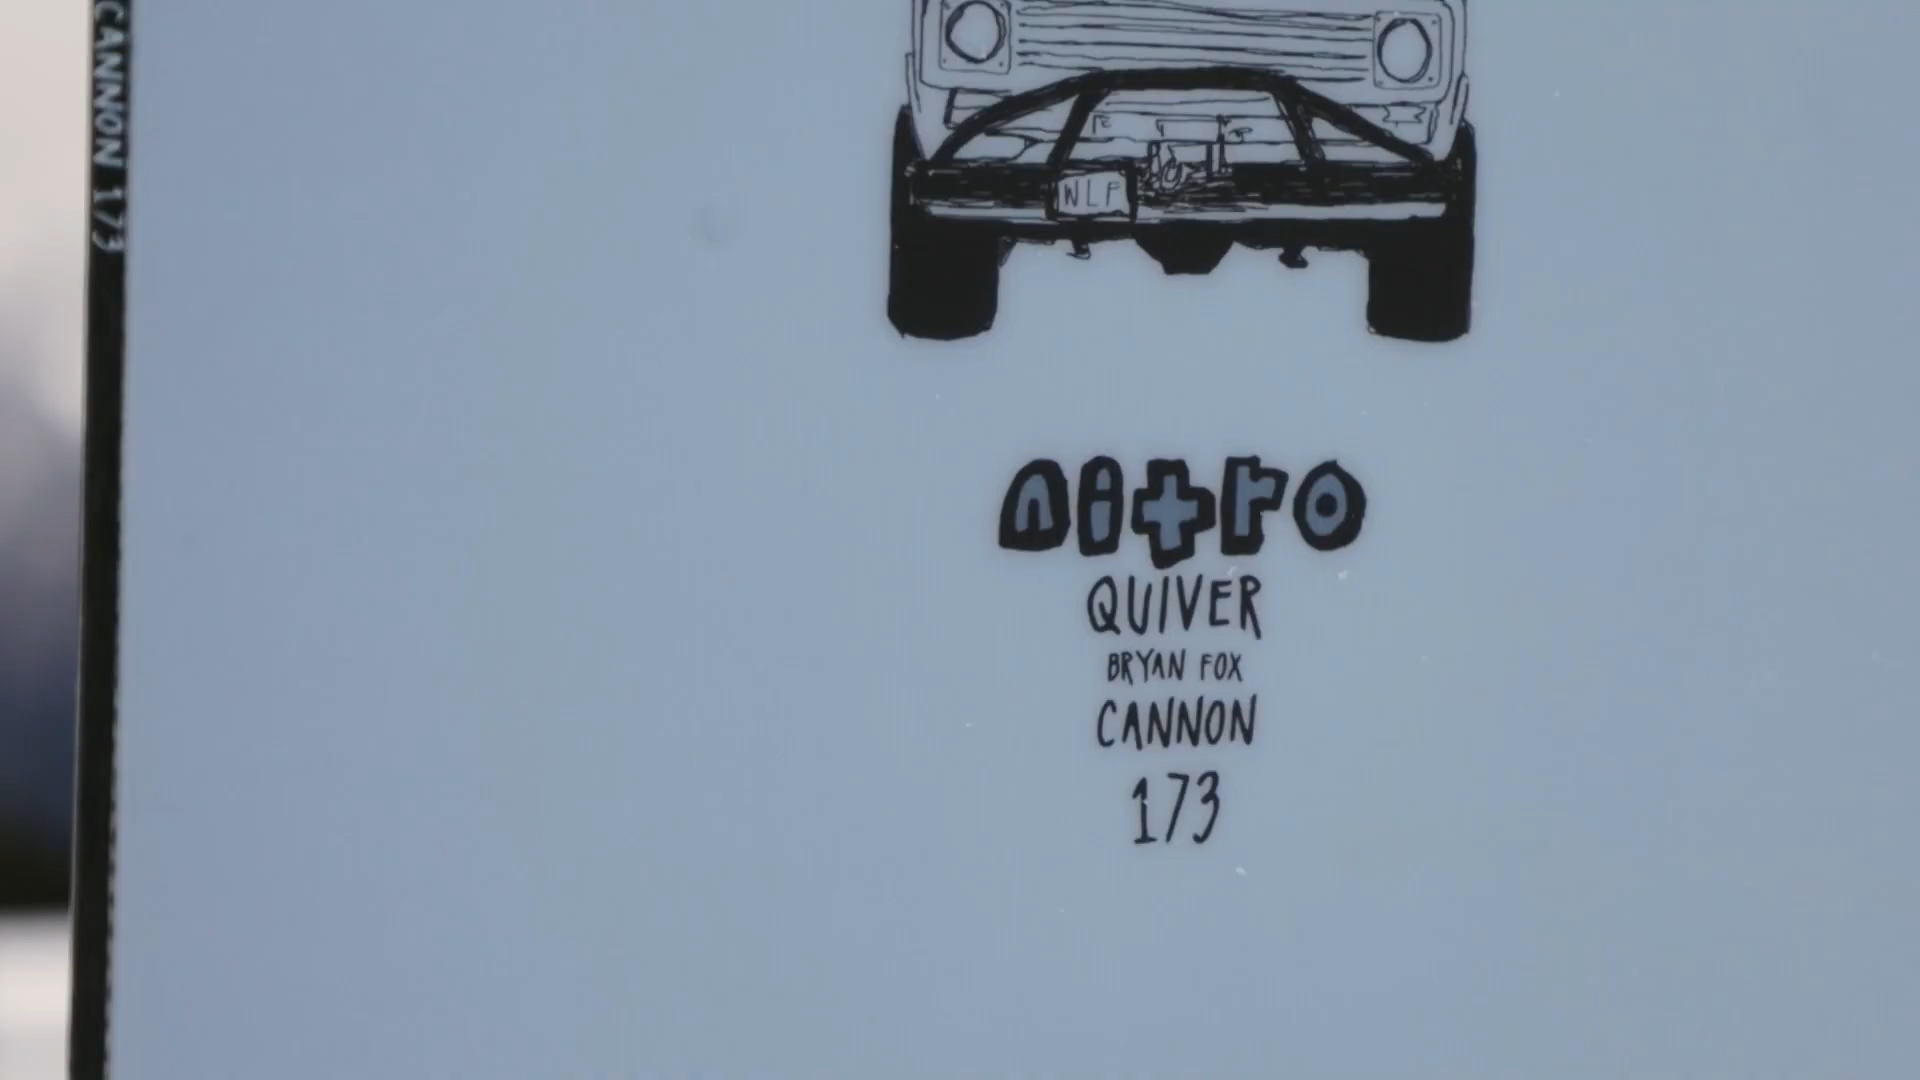 CANNON 173
WLF
nitro
QUIVER
BRYAN FOX
CANNON
173